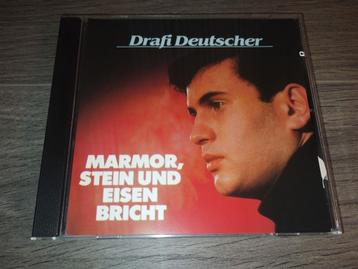 Drafi Deutscher
MARMOR,
STEIN UND
EISEN
BRICHT